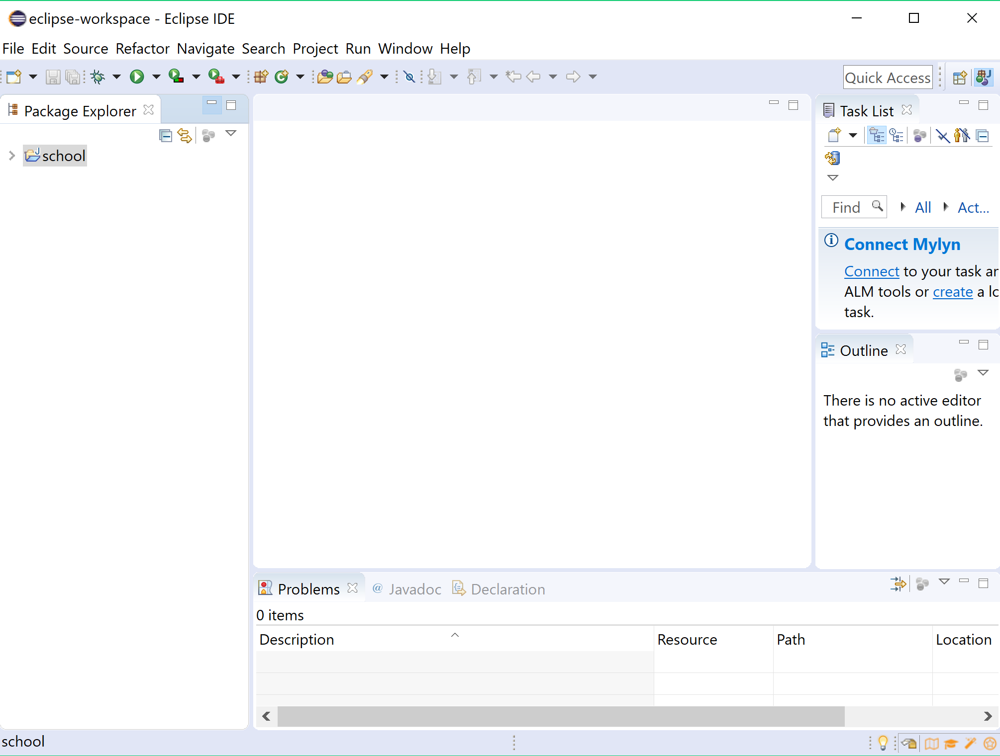 eclipse-workspace - Eclipse IDE
File Edit Source Refactor Navigate Search Project Run Window Help
Quick Access
Package Explorer
school
Task List
Find All Act...
Connect Mylyn
Connect to your task an
ALM tools or create a lo
task.
Outline
There is no active editor
that provides an outline.
Problems @ Javadoc Declaration
0 items
Description Resource Path Location
school